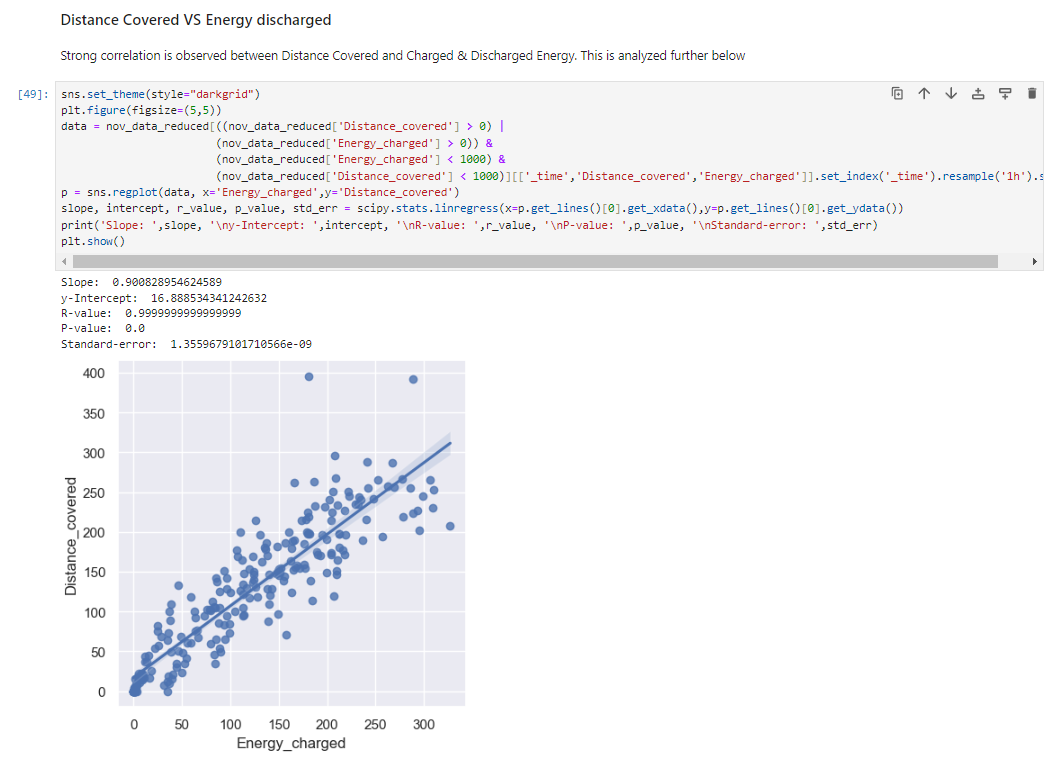 Distance Covered VS Energy discharged
Strong correlation is observed between Distance Covered and Charged & Discharged Energy. This is analyzed further below
[49]:
sns.set_theme(style="darkgrid")
plt.figure(figsize=(5,5))
data = nov_data_reduced[((nov_data_reduced['Distance_covered'] > 0) |
(nov_data_reduced['Energy_charged'] > 0)) &
(nov_data_reduced['Energy_charged'] < 1000) &
(nov_data_reduced['Distance_covered'] < 1000)][['_time','Distance_covered','Energy_charged']].set_index('_time').resample('1h').s
p = sns.regplot(data, x='Energy_charged',y='Distance_covered')
slope, intercept, r_value, p_value, std_err = scipy.stats.linregress(x=p.get_lines()[0].get_xdata(),y=p.get_lines()[0].get_ydata())
print('Slope: ',slope, '\ny-Intercept: ',intercept, '\nR-value: ',r_value, '\nP-value: ',p_value, '\nStandard-error: ',std_err)
plt.show()
Slope:  0.900828954624589
y-Intercept:  16.888534341242632
R-value:  0.9999999999999999
P-value:  0.0
Standard-error:  1.3559679101710566e-09
400
350
300
250
200
150
100
50
0
Distance_covered
0 50 100 150 200 250 300
Energy_charged